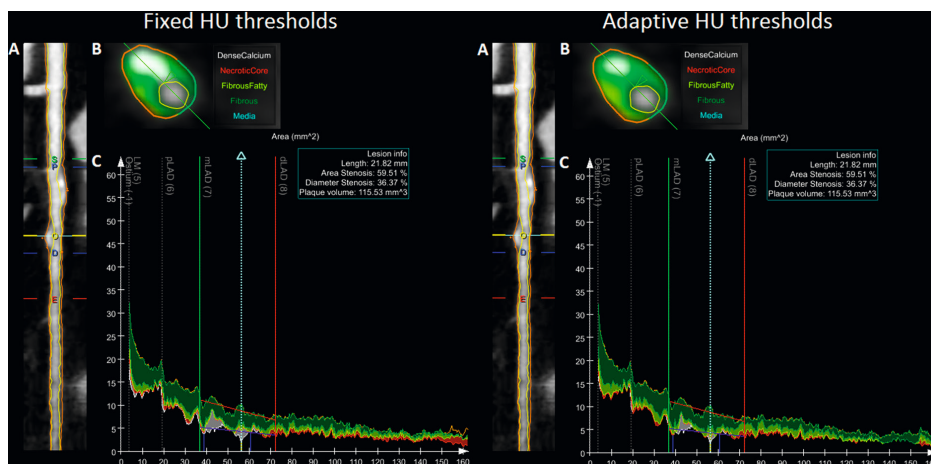 Fixed HU thresholds
Adaptive HU thresholds
A
B
DenseCalcium
NecroticCore
FibrousFatty
Fibrous
Media
Area (mm^2)
C
Ostium (-1)
LM (5)
pLAD (6)
mLAD (7)
dLAD (8)
Lesion info
Length: 21.82 mm
Area Stenosis: 59.51 %
Diameter Stenosis: 36.37 %
Plaque volume: 115.53 mm^3
S
P
O
D
E
60
55
50
45
40
35
30
25
20
15
10
5
0
0 10 20 30 40 50 60 70 80 90 100 110 120 130 140 150 160
A
B
DenseCalcium
NecroticCore
FibrousFatty
Fibrous
Media
Area (mm^2)
C
Ostium (-1)
LM (5)
pLAD (6)
mLAD (7)
dLAD (8)
Lesion info
Length: 21.82 mm
Area Stenosis: 59.51 %
Diameter Stenosis: 36.37 %
Plaque volume: 115.53 mm^3
S
P
O
D
E
60
55
50
45
40
35
30
25
20
15
10
5
0
0 10 20 30 40 50 60 70 80 90 100 110 120 130 140 150